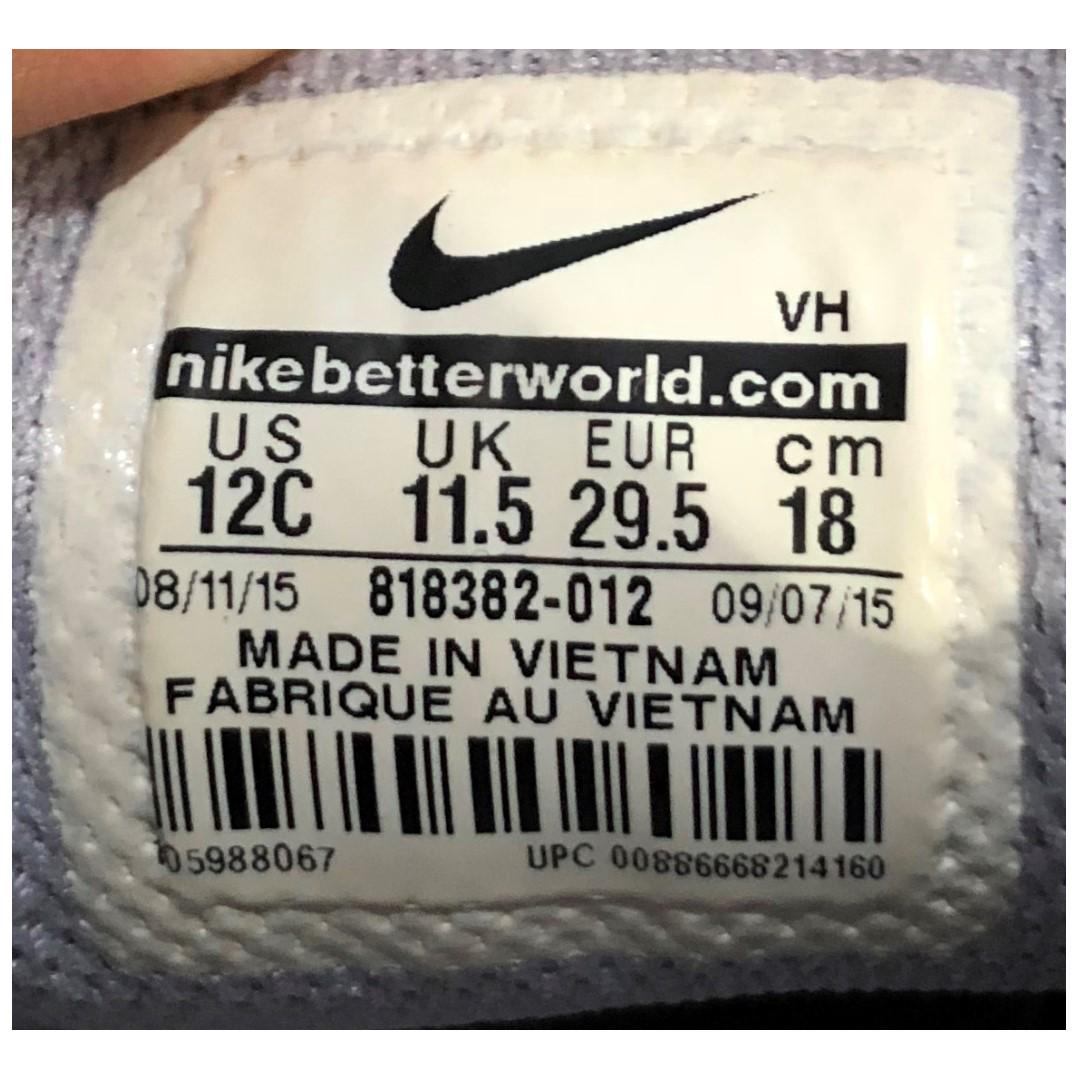 VH
nikebetterworld.com
US UK EUR cm
12C 11.5 29.5 18
08/11/15 818382-012 09/07/15
MADE IN VIETNAM
FABRIQUE AU VIETNAM
105988067 UPC 00886668214160